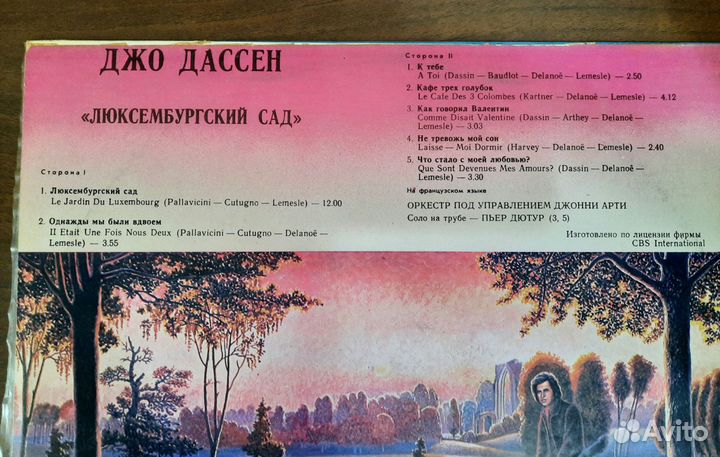 ДЖО ДАССЕН
«ЛЮКСЕМБУРГСКИЙ САД»
Сторона I
1. Люксембургский сад
Le Jardin Du Luxembourg (Pallavicini — Cutugno — Lemesle) — 12.00
2. Однажды мы были вдвоем
Il Etait Une Fois Nous Deux (Pallavicini — Cutugno — Delanoë —
Lemesle) — 3.55
Сторона II
1. К тебе
A Toi (Dassin — Baudlot — Delanoë — Lemesle) — 2.50
2. Кафе трех голубок
Le Cafe Des 3 Colombes (Kartner — Delanoë — Lemesle) — 4.12
3. Как говорил Валентин
Comme Disait Valentine (Dassin — Arthey — Delanoë —
Lemesle) — 3.03
4. Не тревожь мой сон
Laisse — Moi Dormir (Harvey — Delanoë — Lemesle) — 2.40
5. Что стало с моей любовью?
Que Sont Devenues Mes Amours? (Dassin — Delanoë —
Lemesle) — 3.30
На французском языке
ОРКЕСТР ПОД УПРАВЛЕНИЕМ ДЖОННИ АРТИ
Соло на трубе — ПЬЕР ДЮТУР (3, 5)
Изготовлено по лицензии фирмы
CBS International
Avito